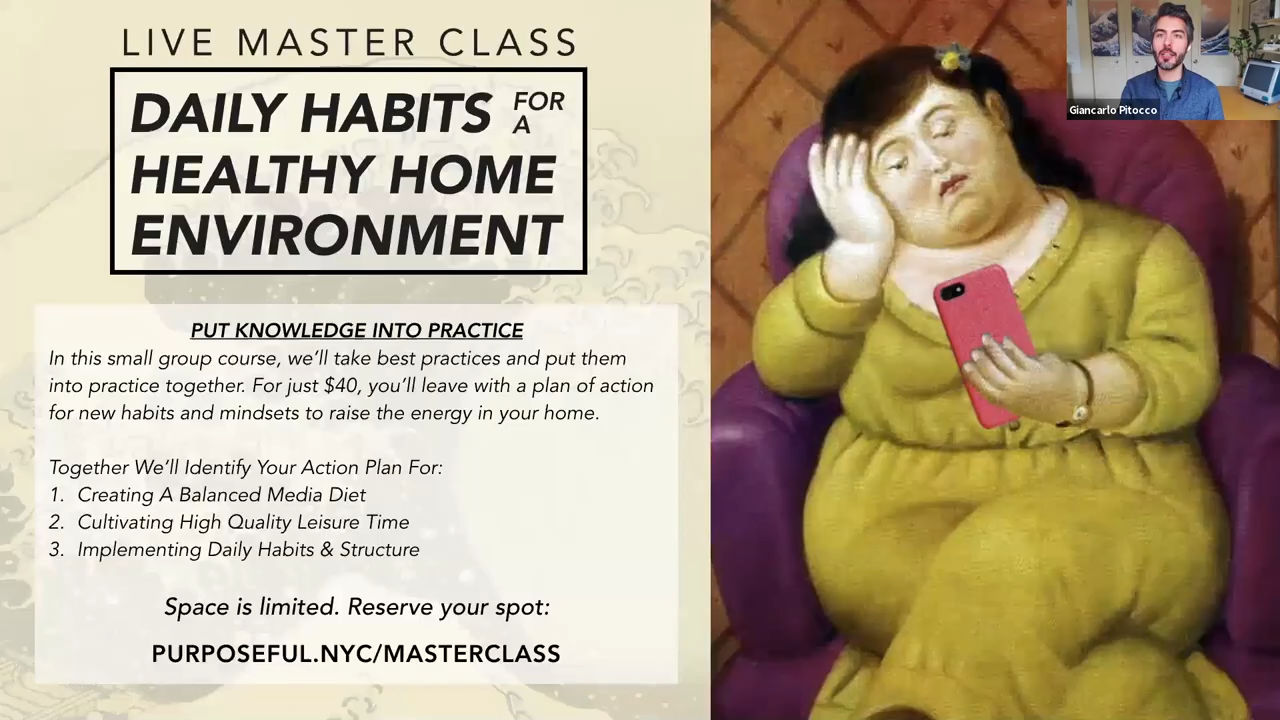 LIVE MASTER CLASS
DAILY HABITS FOR A
HEALTHY HOME
ENVIRONMENT
PUT KNOWLEDGE INTO PRACTICE
In this small group course, we’ll take best practices and put them
into practice together. For just $40, you’ll leave with a plan of action
for new habits and mindsets to raise the energy in your home.
Together We’ll Identify Your Action Plan For:
1. Creating A Balanced Media Diet
2. Cultivating High Quality Leisure Time
3. Implementing Daily Habits & Structure
Space is limited. Reserve your spot:
PURPOSEFUL.NYC/MASTERCLASS
Giancarlo Pitocco